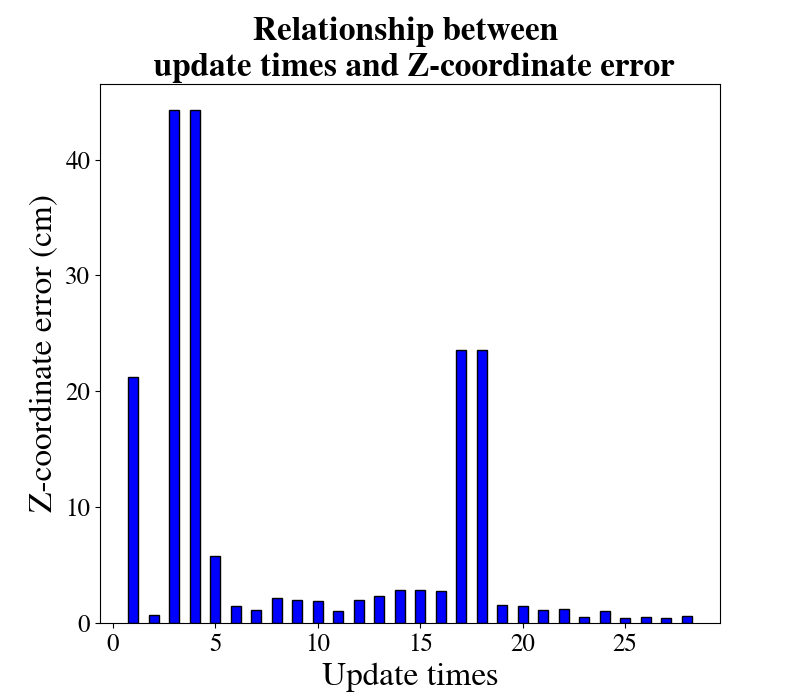 Relationship between
update times and Z-coordinate error
Z-coordinate error (cm)
40
30
20
10
0
0 5 10 15 20 25
Update times